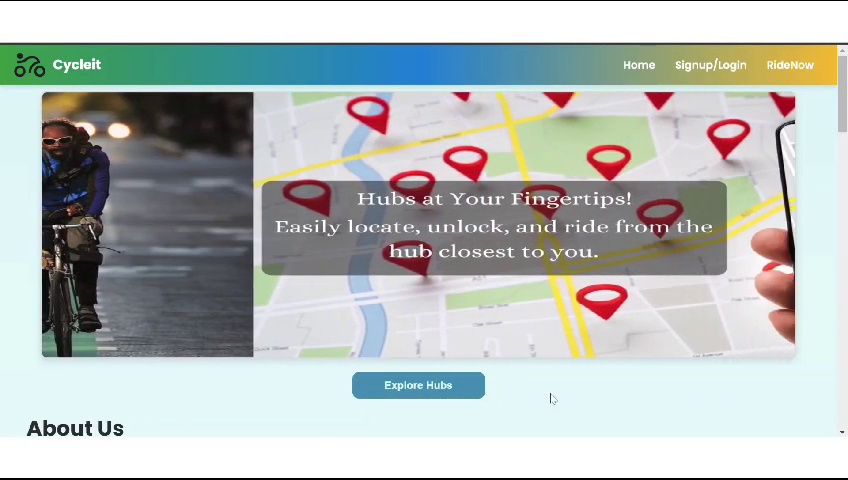 Cycleit
Home Signup/Login RideNow
Hubs at Your Fingertips!
Easily locate, unlock, and ride from the
hub closest to you.
Explore Hubs
About Us